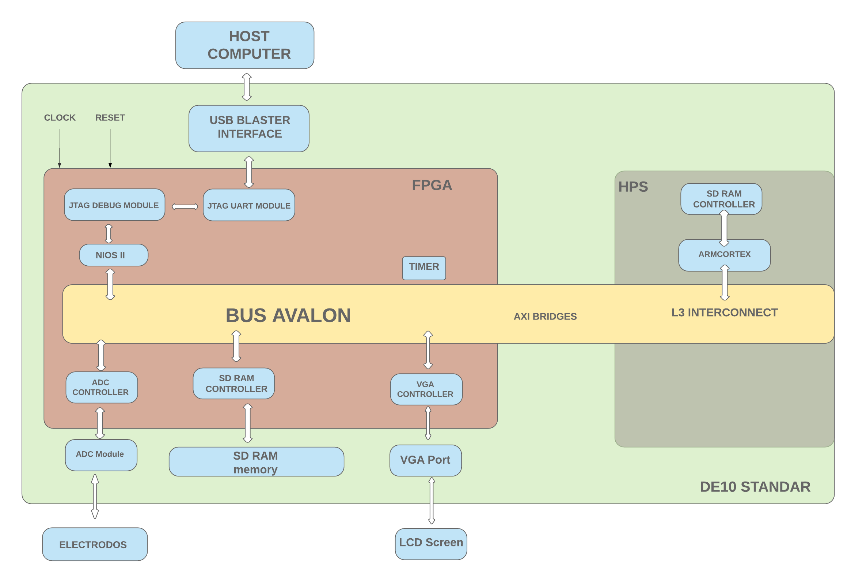 HOST
COMPUTER
CLOCK
RESET
USB BLASTER
INTERFACE
FPGA
HPS
JTAG DEBUG MODULE
JTAG UART MODULE
SD RAM
CONTROLLER
NIOS II
TIMER
ARMCORTEX
BUS AVALON
AXI BRIDGES
L3 INTERCONNECT
ADC
CONTROLLER
SD RAM
CONTROLLER
VGA
CONTROLLER
ADC Module
SD RAM
memory
VGA Port
DE10 STANDAR
ELECTRODOS
LCD Screen